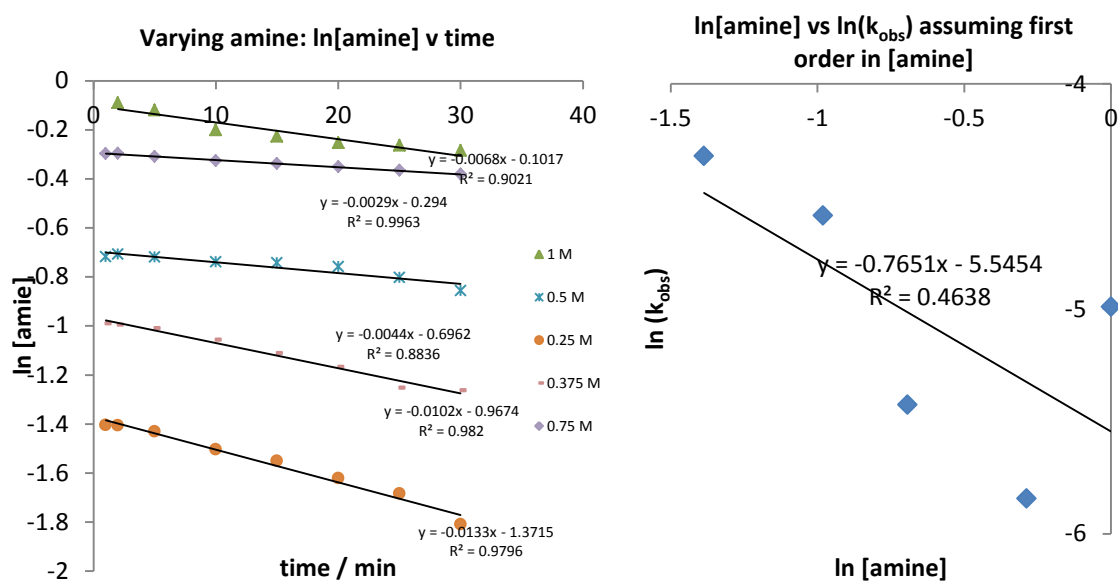 Varying amine: ln[amine] v time
0
-0.2
-0.4
-0.6
-0.8
-1
-1.2
-1.4
-1.6
-1.8
-2
0
10
20
30
40
ln [amie]
time / min
y = -0.0068x - 0.1017
R² = 0.9021
y = -0.0029x - 0.294
R² = 0.9963
y = -0.0044x - 0.6962
R² = 0.8836
y = -0.0102x - 0.9674
R² = 0.982
y = -0.0133x - 1.3715
R² = 0.9796
1 M
0.5 M
0.25 M
0.375 M
0.75 M
ln[amine] vs ln(kobs) assuming first
order in [amine]
-1.5
-1
-0.5
0
-4
-5
-6
y = -0.7651x - 5.5454
R² = 0.4638
ln (kobs)
ln [amine]